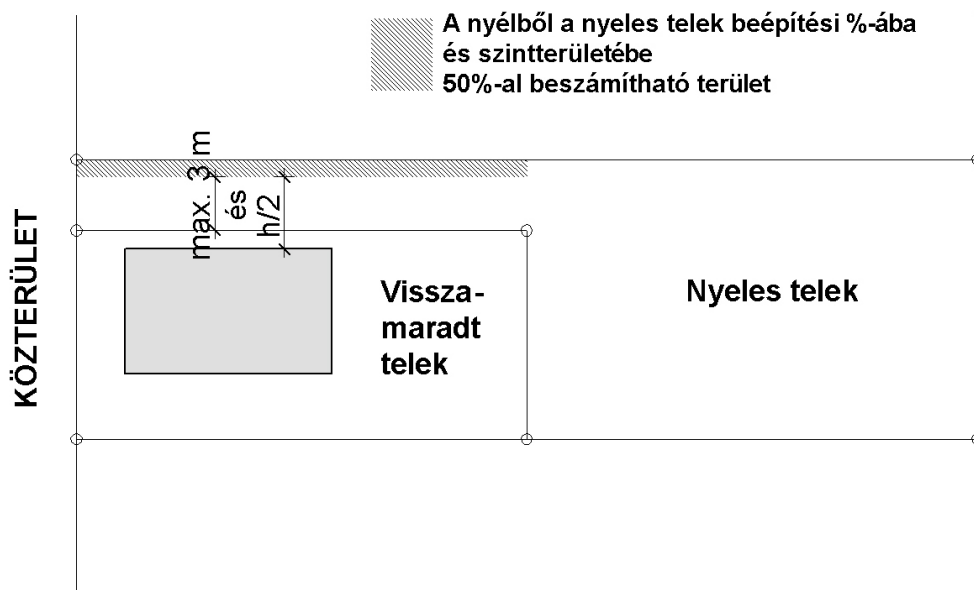 A nyélből a nyeles telek beépítési %-ába
és szintterületébe
50%-al beszámítható terület
max. 3 m
és
h/2
KÖZTERÜLET
Vissza-
maradt
telek
Nyeles telek